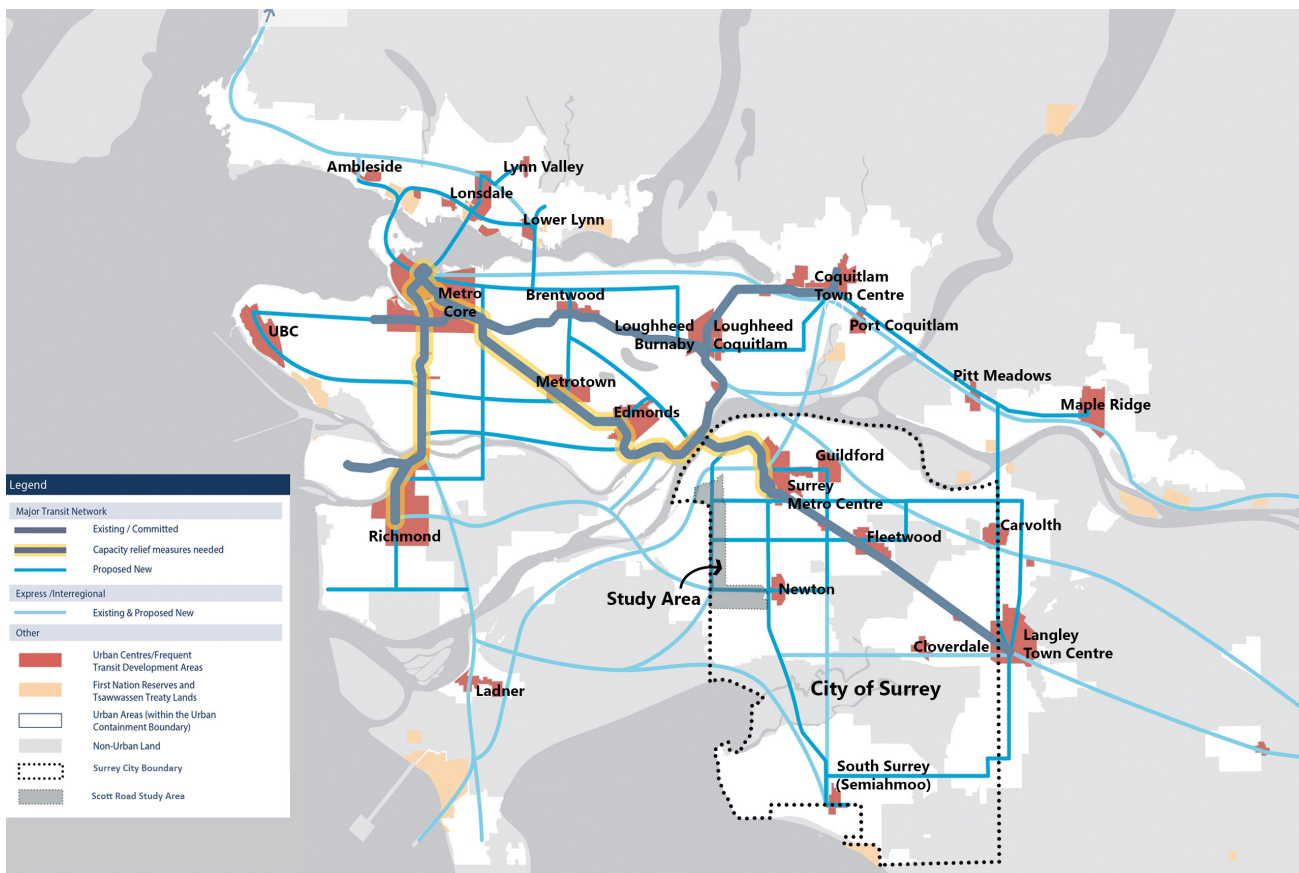 Ambleside
Lynn Valley
Lonsdale
Lower Lynn
Metro
Core
Brentwood
Coquitlam
Town Centre
UBC
Loughheed
Burnaby
Loughheed
Coquitlam
Port Coquitlam
Metrotown
Pitt Meadows
Edmonds
Maple Ridge
Guildford
Surrey
Metro Centre
Richmond
Fleetwood
Carvolth
Study Area
Newton
Cloverdale
Langley
Town Centre
City of Surrey
Ladner
South Surrey
(Semiahmoo)
Legend
Major Transit Network
Existing / Committed
Capacity relief measures needed
Proposed New
Express /Interregional
Existing & Proposed New
Other
Urban Centres/Frequent
Transit Development Areas
First Nation Reserves and
Tsawwassen Treaty Lands
Urban Areas (within the Urban
Containment Boundary)
Non-Urban Land
Surrey City Boundary
Scott Road Study Area